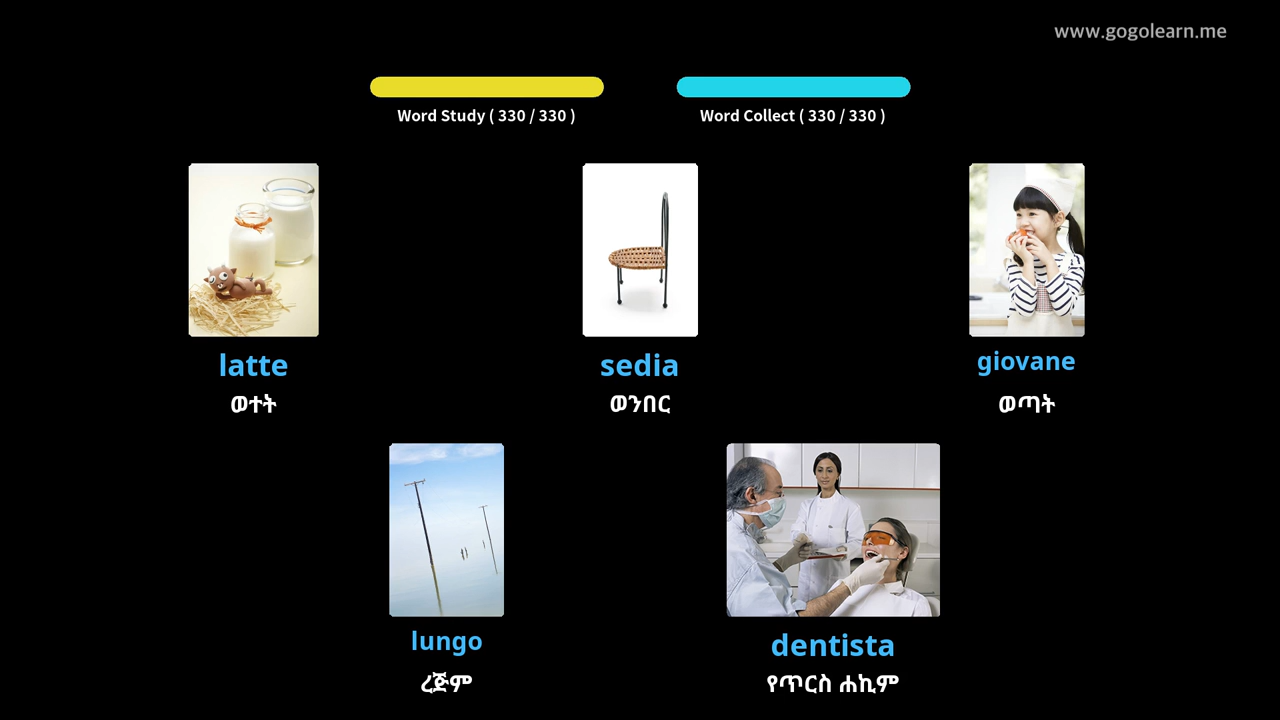 www.gogolearn.me
Word Study ( 330 / 330 )
Word Collect ( 330 / 330 )
latte
ወተት
sedia
ወንበር
giovane
ወጣት
lungo
ረጅም
dentista
የጥርስ ሐኪም